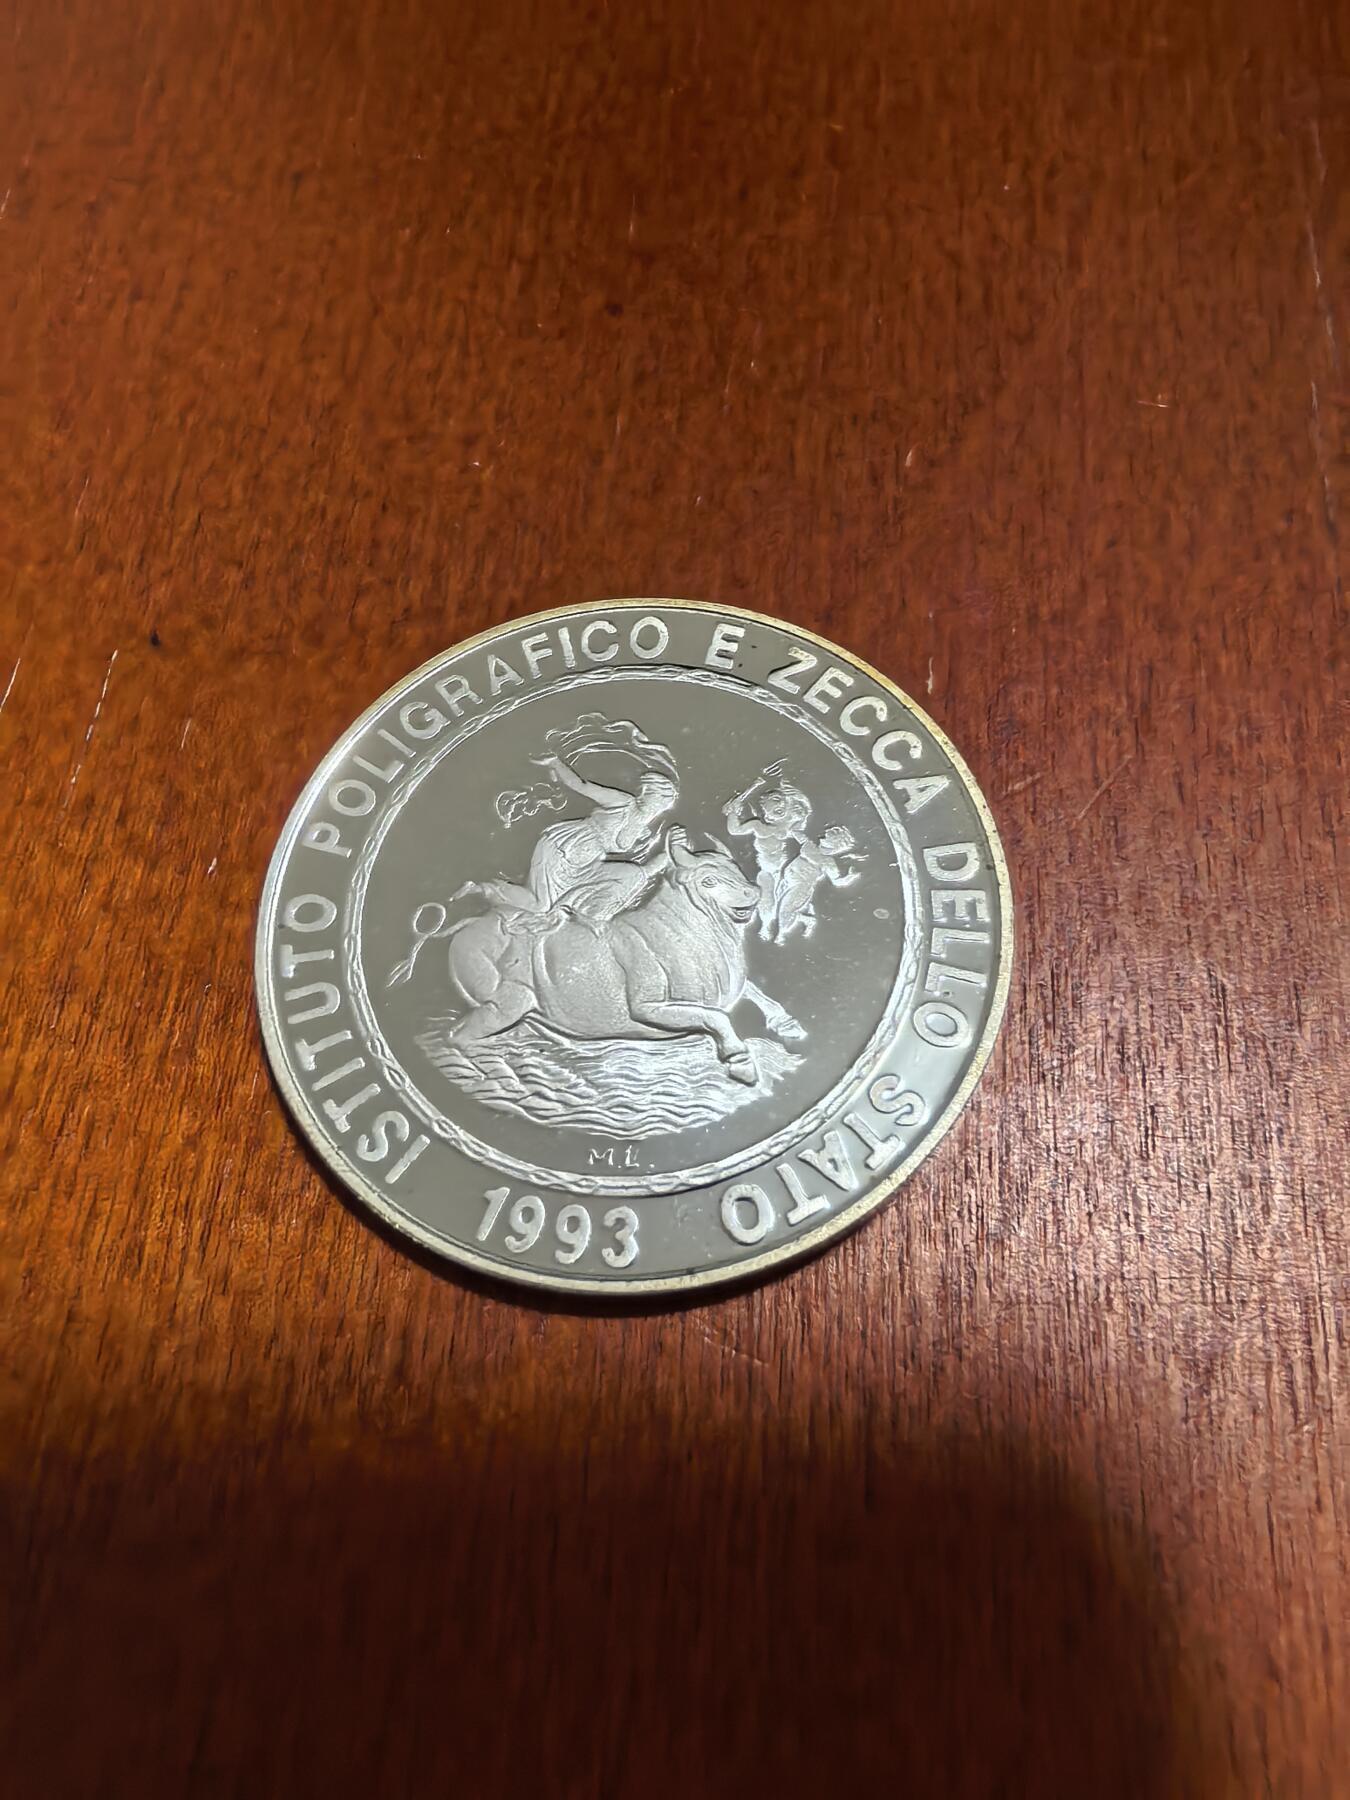 ISTITUTO POLIGRAFICO E ZECCA DELLO STATO
1993
M.L.